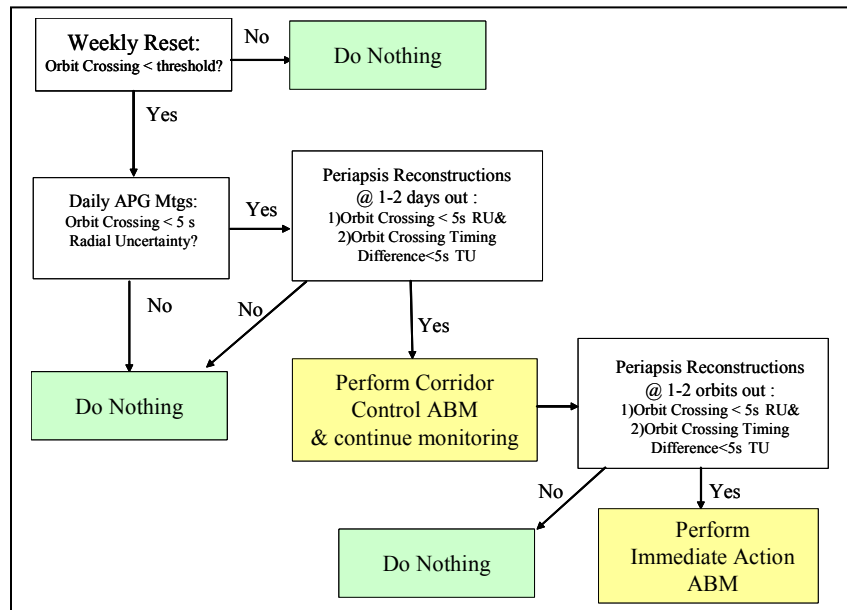 Weekly Reset:
Orbit Crossing < threshold?
No
Do Nothing
Yes
Daily APG Mtgs:
Orbit Crossing < 5 s
Radial Uncertainty?
Yes
Periapsis Reconstructions
@ 1-2 days out :
1)Orbit Crossing < 5s RU&
2)Orbit Crossing Timing
Difference<5s TU
No
No
Yes
Do Nothing
Perform Corridor
Control ABM
& continue monitoring
Periapsis Reconstructions
@ 1-2 orbits out :
1)Orbit Crossing < 5s RU&
2)Orbit Crossing Timing
Difference<5s TU
No
Yes
Do Nothing
Perform
Immediate Action
ABM